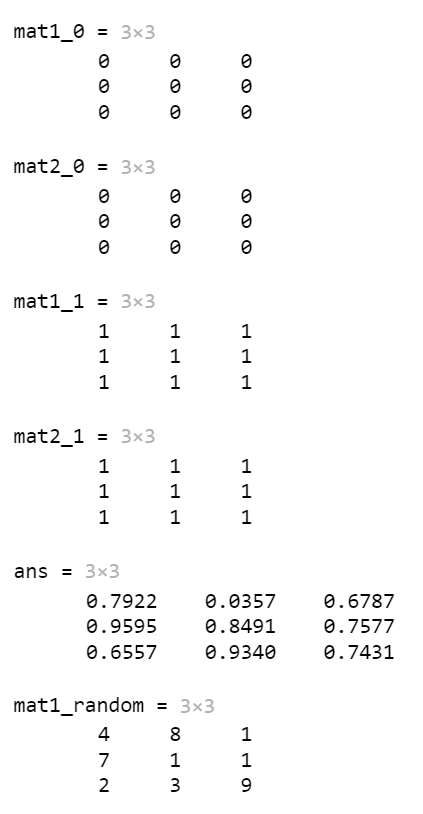 mat1_0 = 3×3
0 0 0
0 0 0
0 0 0
mat2_0 = 3×3
0 0 0
0 0 0
0 0 0
mat1_1 = 3×3
1 1 1
1 1 1
1 1 1
mat2_1 = 3×3
1 1 1
1 1 1
1 1 1
ans = 3×3
0.7922 0.0357 0.6787
0.9595 0.8491 0.7577
0.6557 0.9340 0.7431
mat1_random = 3×3
4 8 1
7 1 1
2 3 9